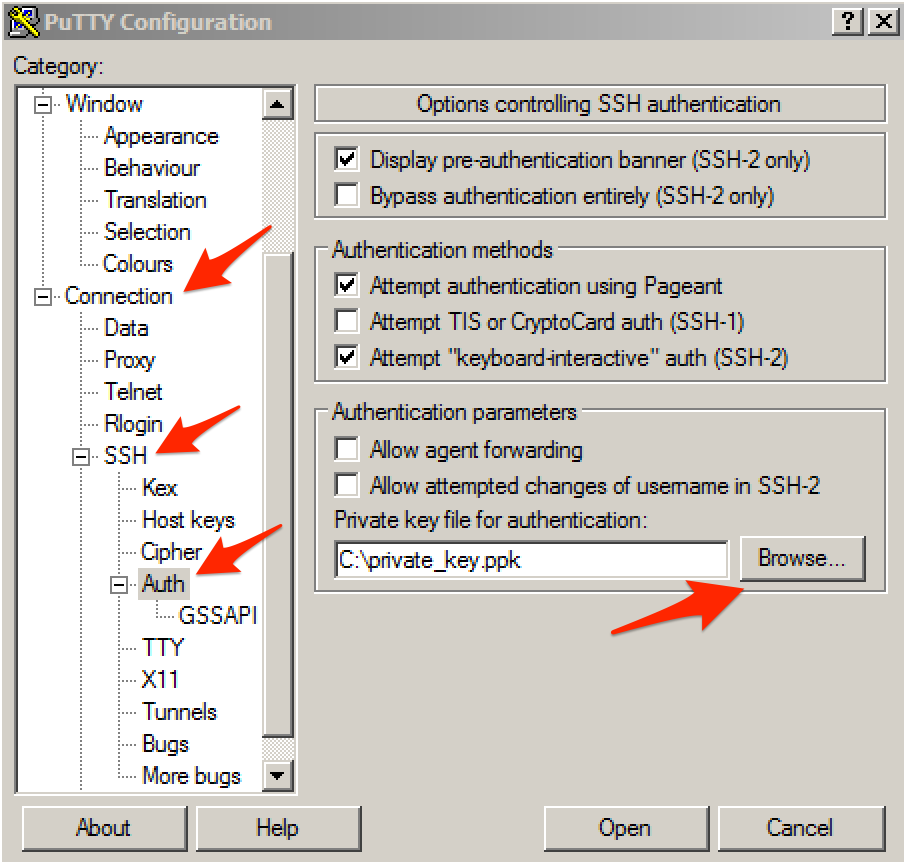 PuTTY Configuration
Category:
Window
Appearance
Behaviour
Translation
Selection
Colours
Connection
Data
Proxy
Telnet
Rlogin
SSH
Kex
Host keys
Cipher
Auth
GSSAPI
TTY
X11
Tunnels
Bugs
More bugs
Options controlling SSH authentication
Display pre-authentication banner (SSH-2 only)
Bypass authentication entirely (SSH-2 only)
Authentication methods
Attempt authentication using Pageant
Attempt TIS or CryptoCard auth (SSH-1)
Attempt "keyboard-interactive" auth (SSH-2)
Authentication parameters
Allow agent forwarding
Allow attempted changes of username in SSH-2
Private key file for authentication:
C:\private_key.ppk
Browse...
About
Help
Open
Cancel